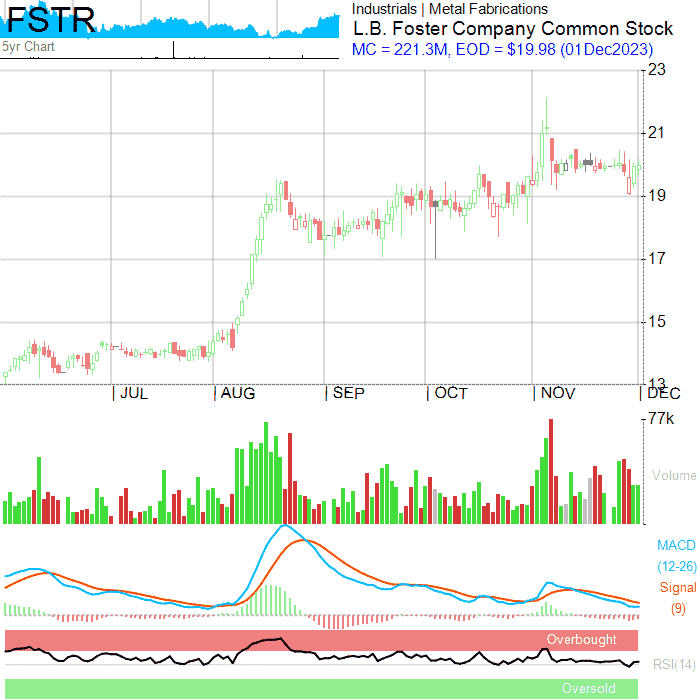 FSTR
5yr Chart
Industrials | Metal Fabrications
L.B. Foster Company Common Stock
MC = 221.3M, EOD = $19.98 (01Dec2023)
23
21
19
17
15
13
JUL
AUG
SEP
OCT
NOV
DEC
77k
Volume
MACD
(12-26)
Signal
(9)
Overbought
RSI(14)
Oversold